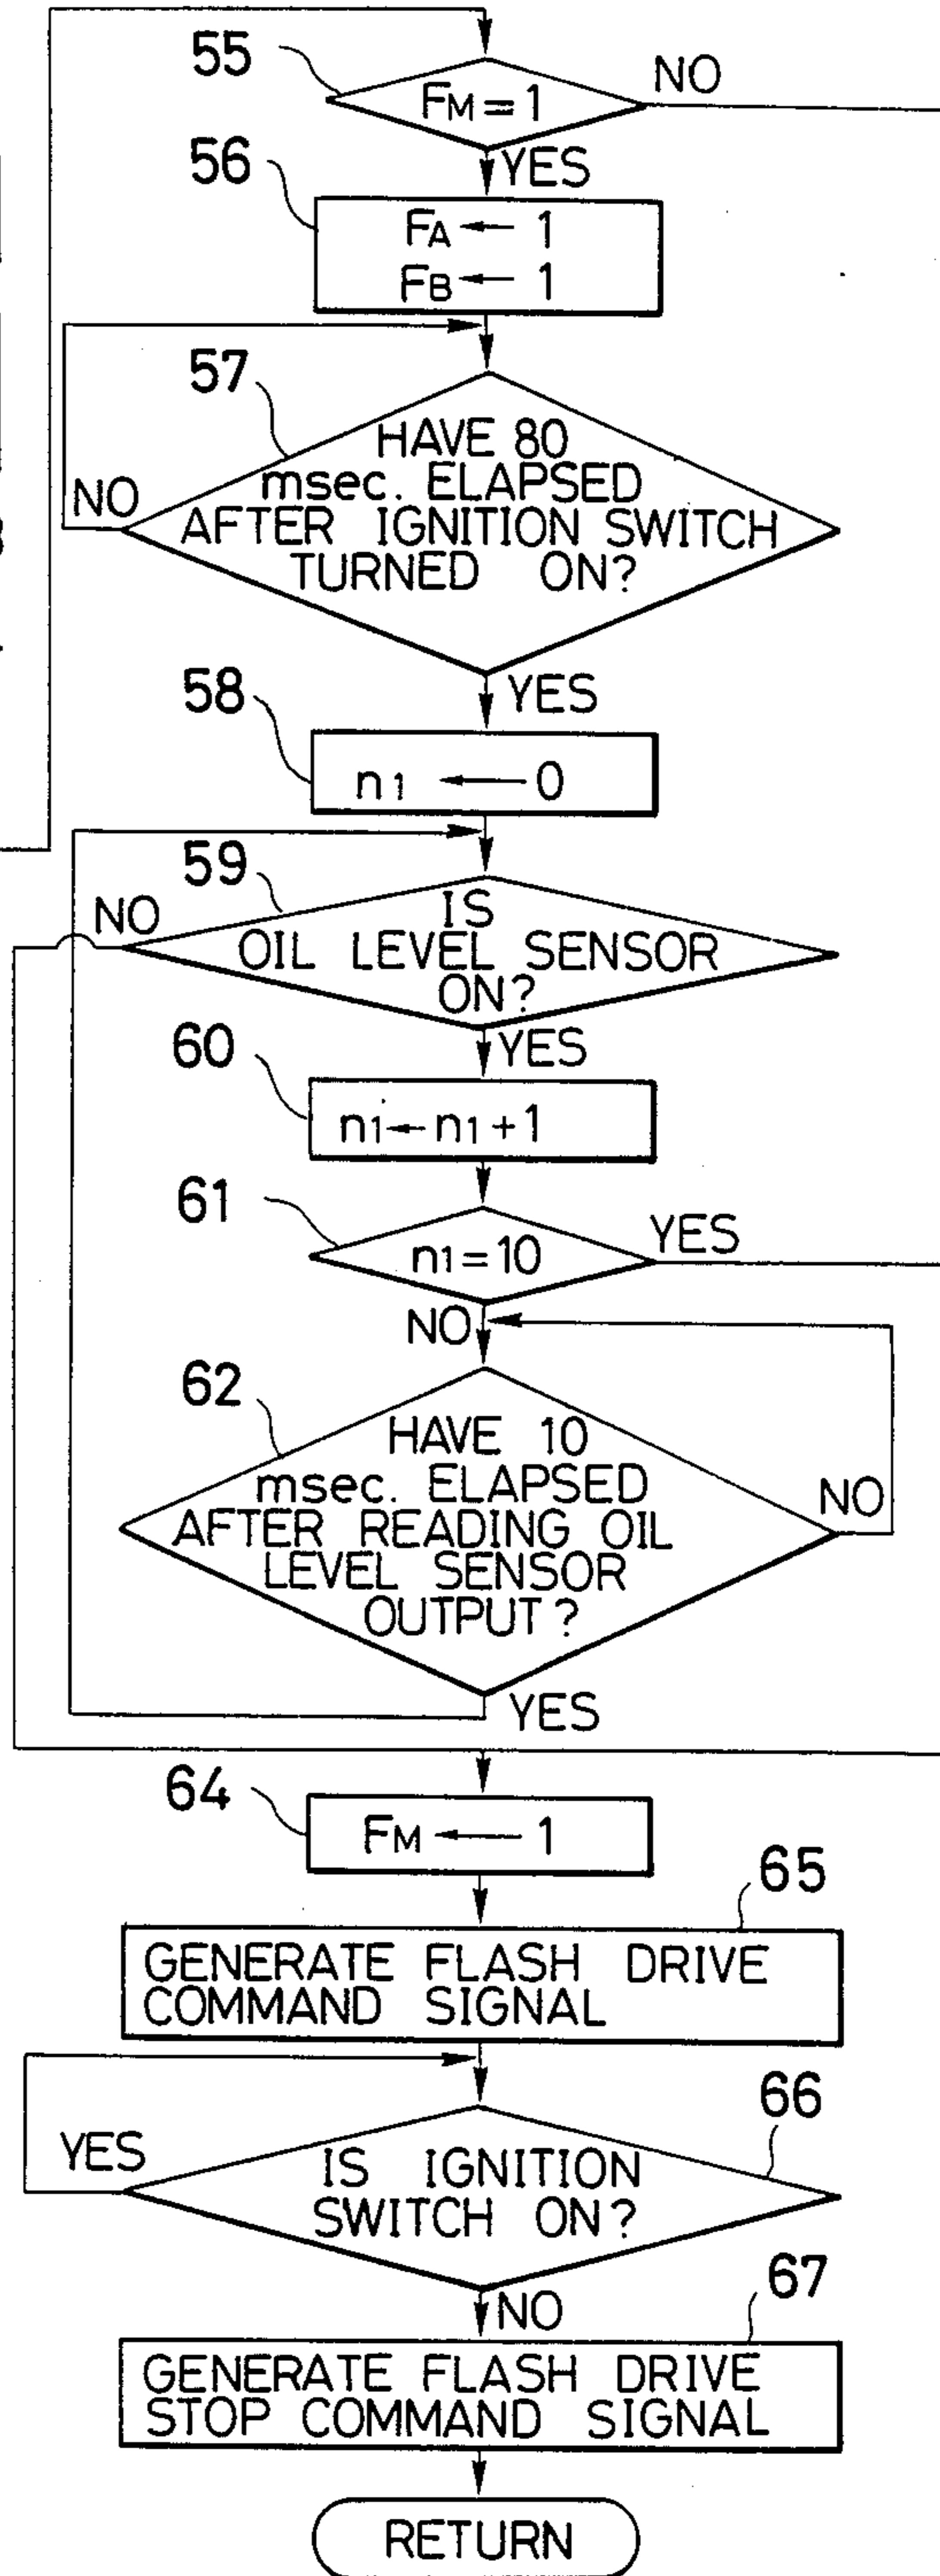 55
FM = 1
NO
YES
56
FA ← 1
FB ← 1
57
HAVE 80
msec. ELAPSED
AFTER IGNITION SWITCH
TURNED ON?
NO
YES
58
n1 ← 0
59
NO
IS
OIL LEVEL SENSOR
ON?
YES
60
n1 ← n1 + 1
61
n1 = 10
YES
NO
62
HAVE 10
msec. ELAPSED
AFTER READING OIL
LEVEL SENSOR
OUTPUT?
NO
YES
64
FM ← 1
65
GENERATE FLASH DRIVE
COMMAND SIGNAL
66
YES
IS IGNITION
SWITCH ON?
NO
67
GENERATE FLASH DRIVE
STOP COMMAND SIGNAL
RETURN